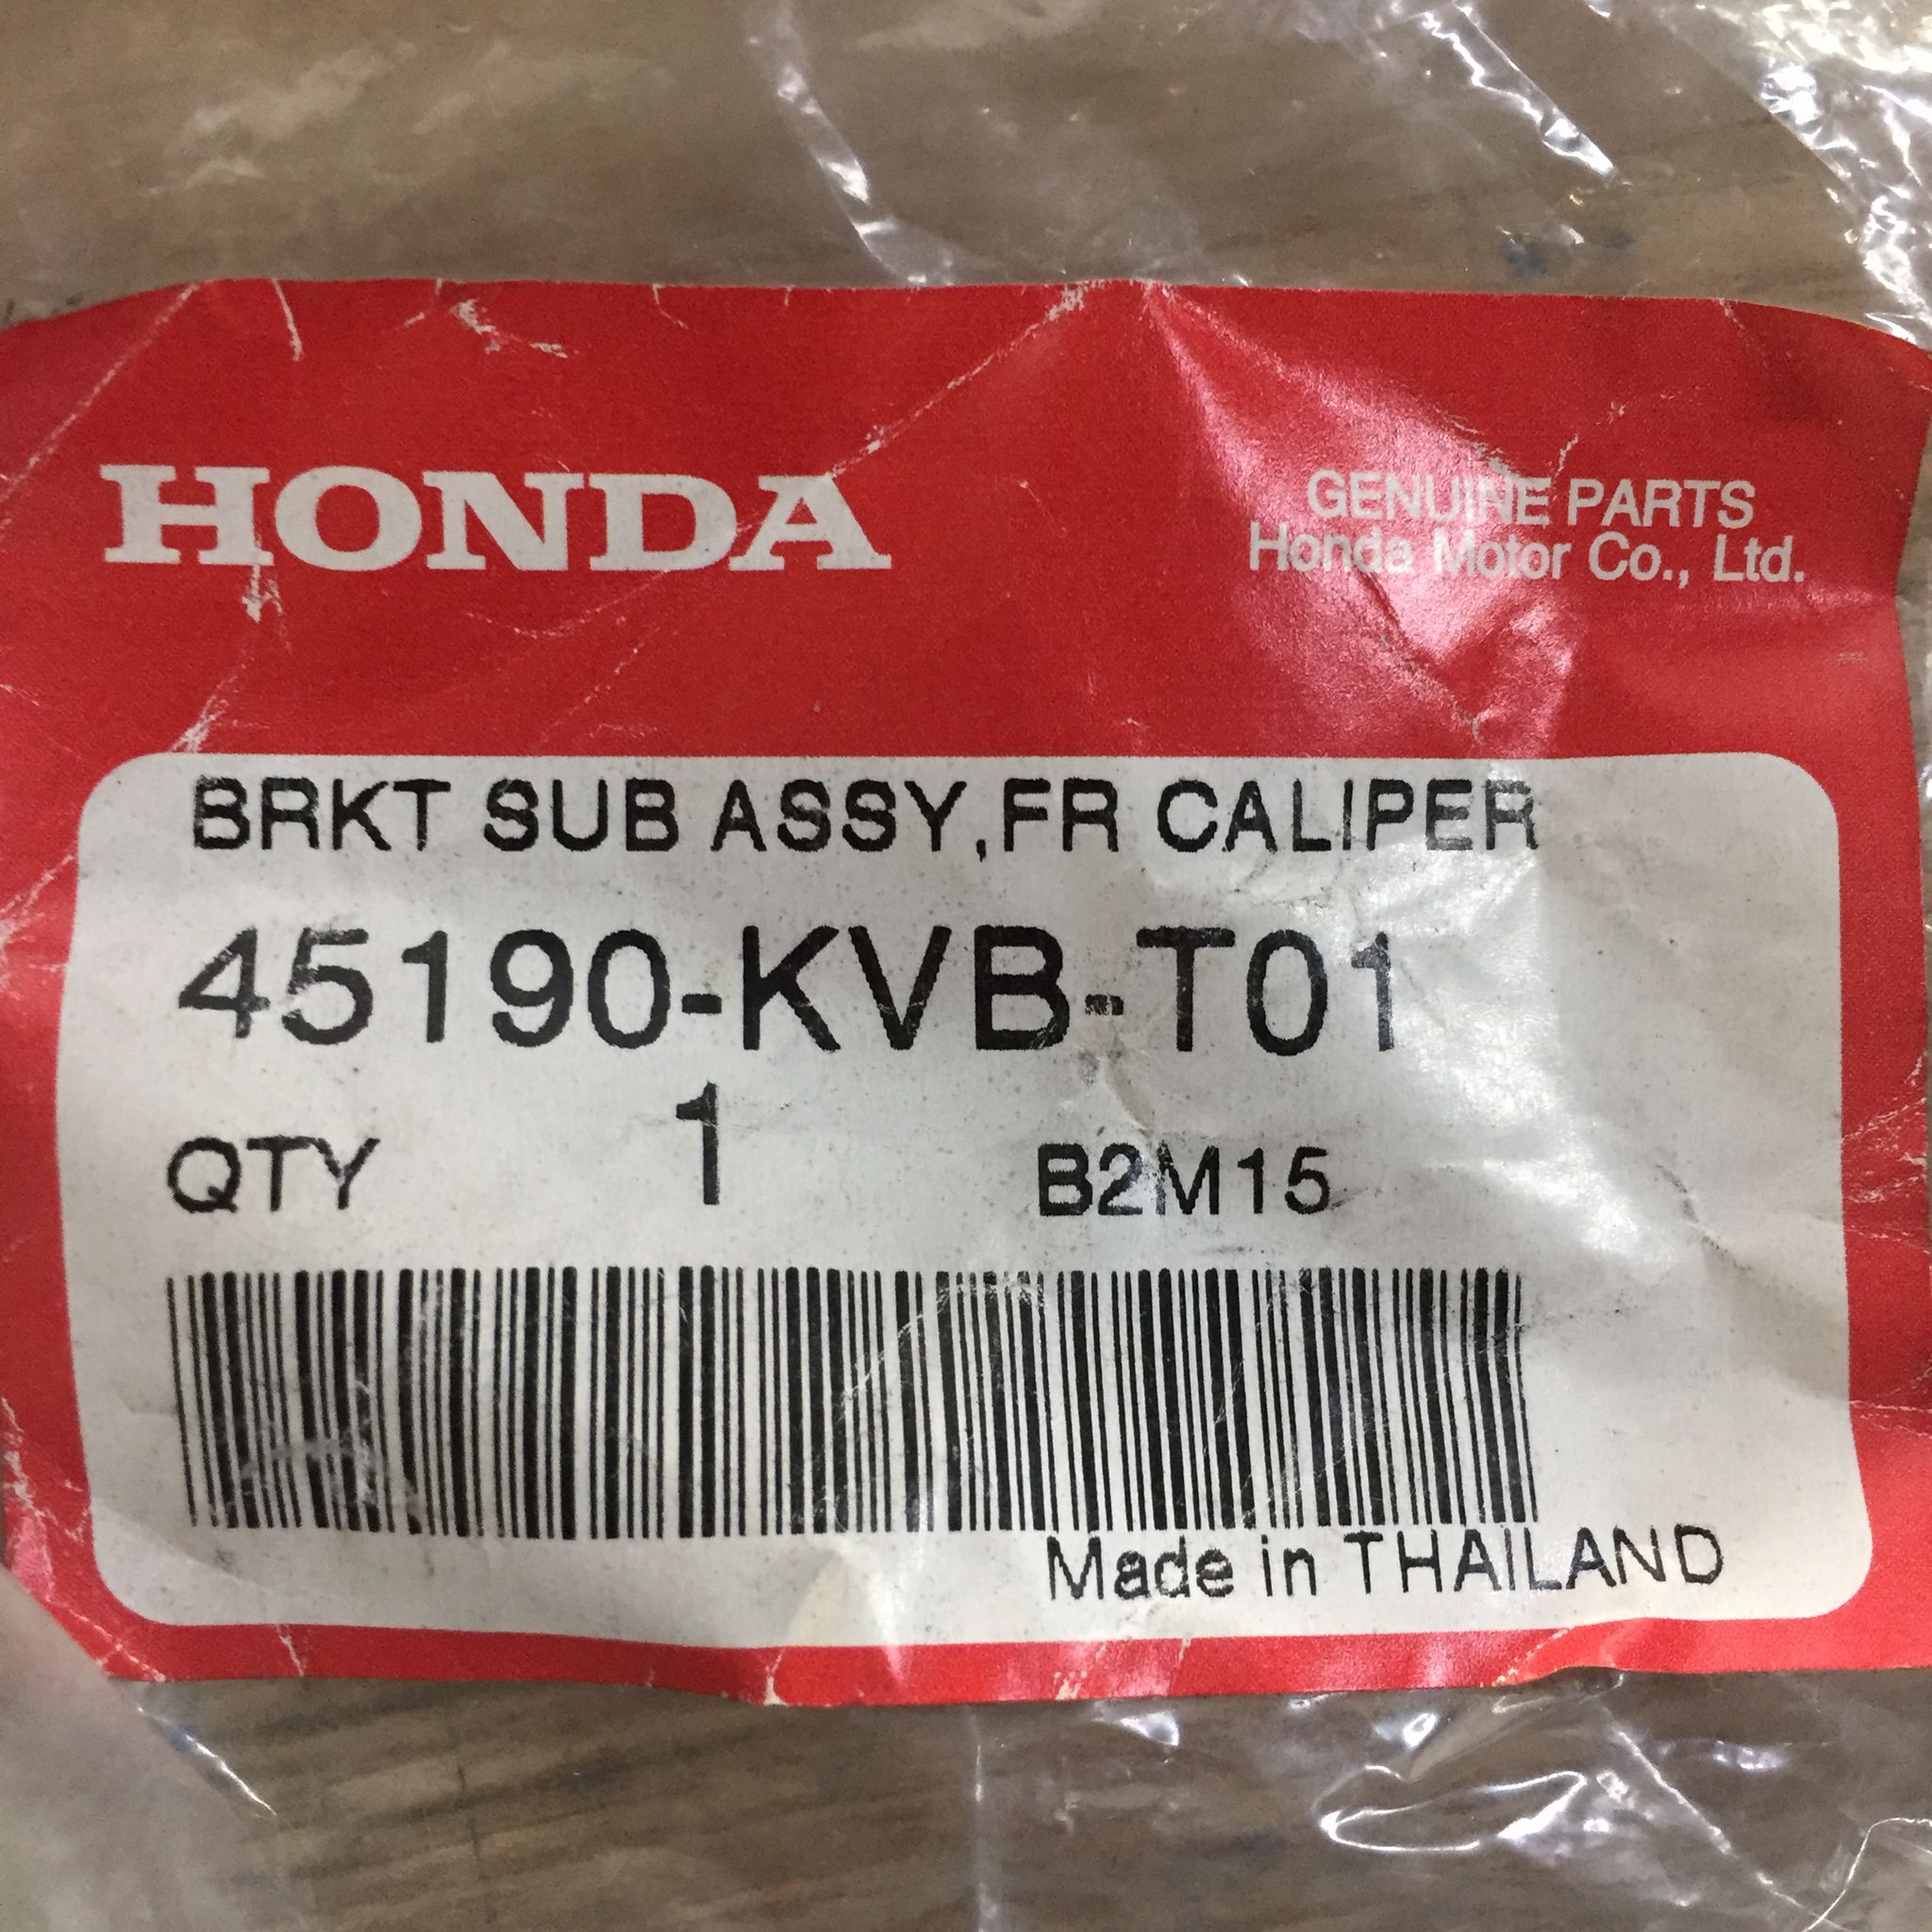 HONDA
GENUINE PARTS
Honda Motor Co., Ltd.
BRKT SUB ASSY,FR CALIPER
45190-KVB-T01
QTY 1 B2M15
Made in THAILAND